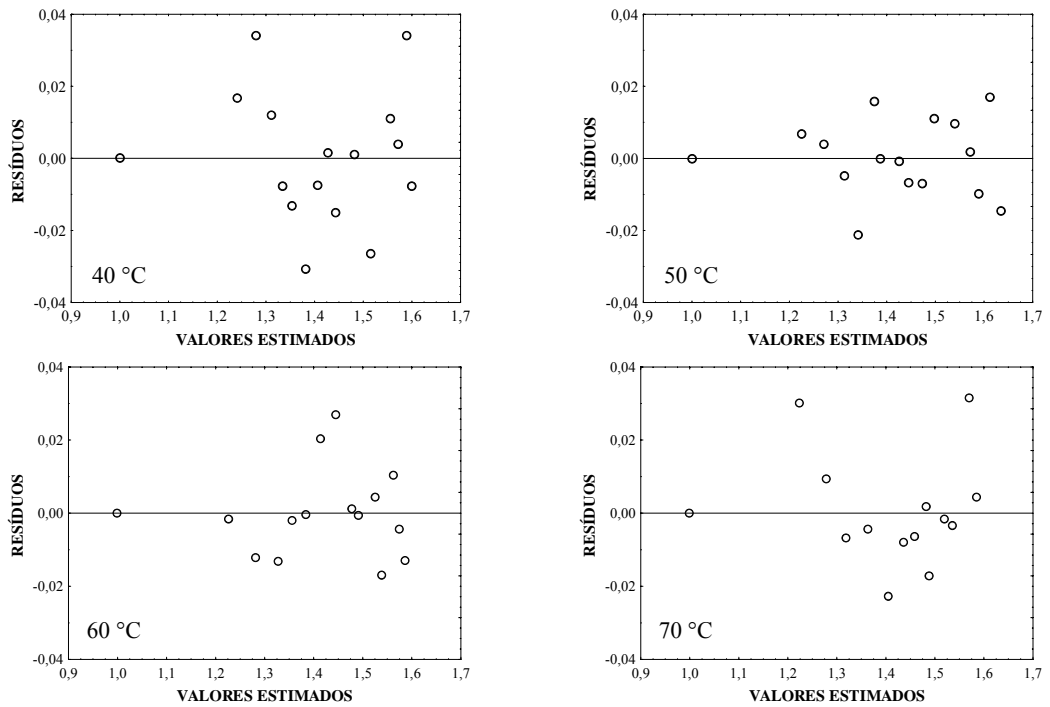 0,04
0,02
0,00
-0,02
-0,04
RESÍDUOS
40 °C
0,9 1,0 1,1 1,2 1,3 1,4 1,5 1,6 1,7
VALORES ESTIMADOS
0,04
0,02
0,00
-0,02
-0,04
RESÍDUOS
50 °C
0,9 1,0 1,1 1,2 1,3 1,4 1,5 1,6 1,7
VALORES ESTIMADOS
0,04
0,02
0,00
-0,02
-0,04
RESÍDUOS
60 °C
0,9 1,0 1,1 1,2 1,3 1,4 1,5 1,6 1,7
VALORES ESTIMADOS
0,04
0,02
0,00
-0,02
-0,04
RESÍDUOS
70 °C
0,9 1,0 1,1 1,2 1,3 1,4 1,5 1,6 1,7
VALORES ESTIMADOS